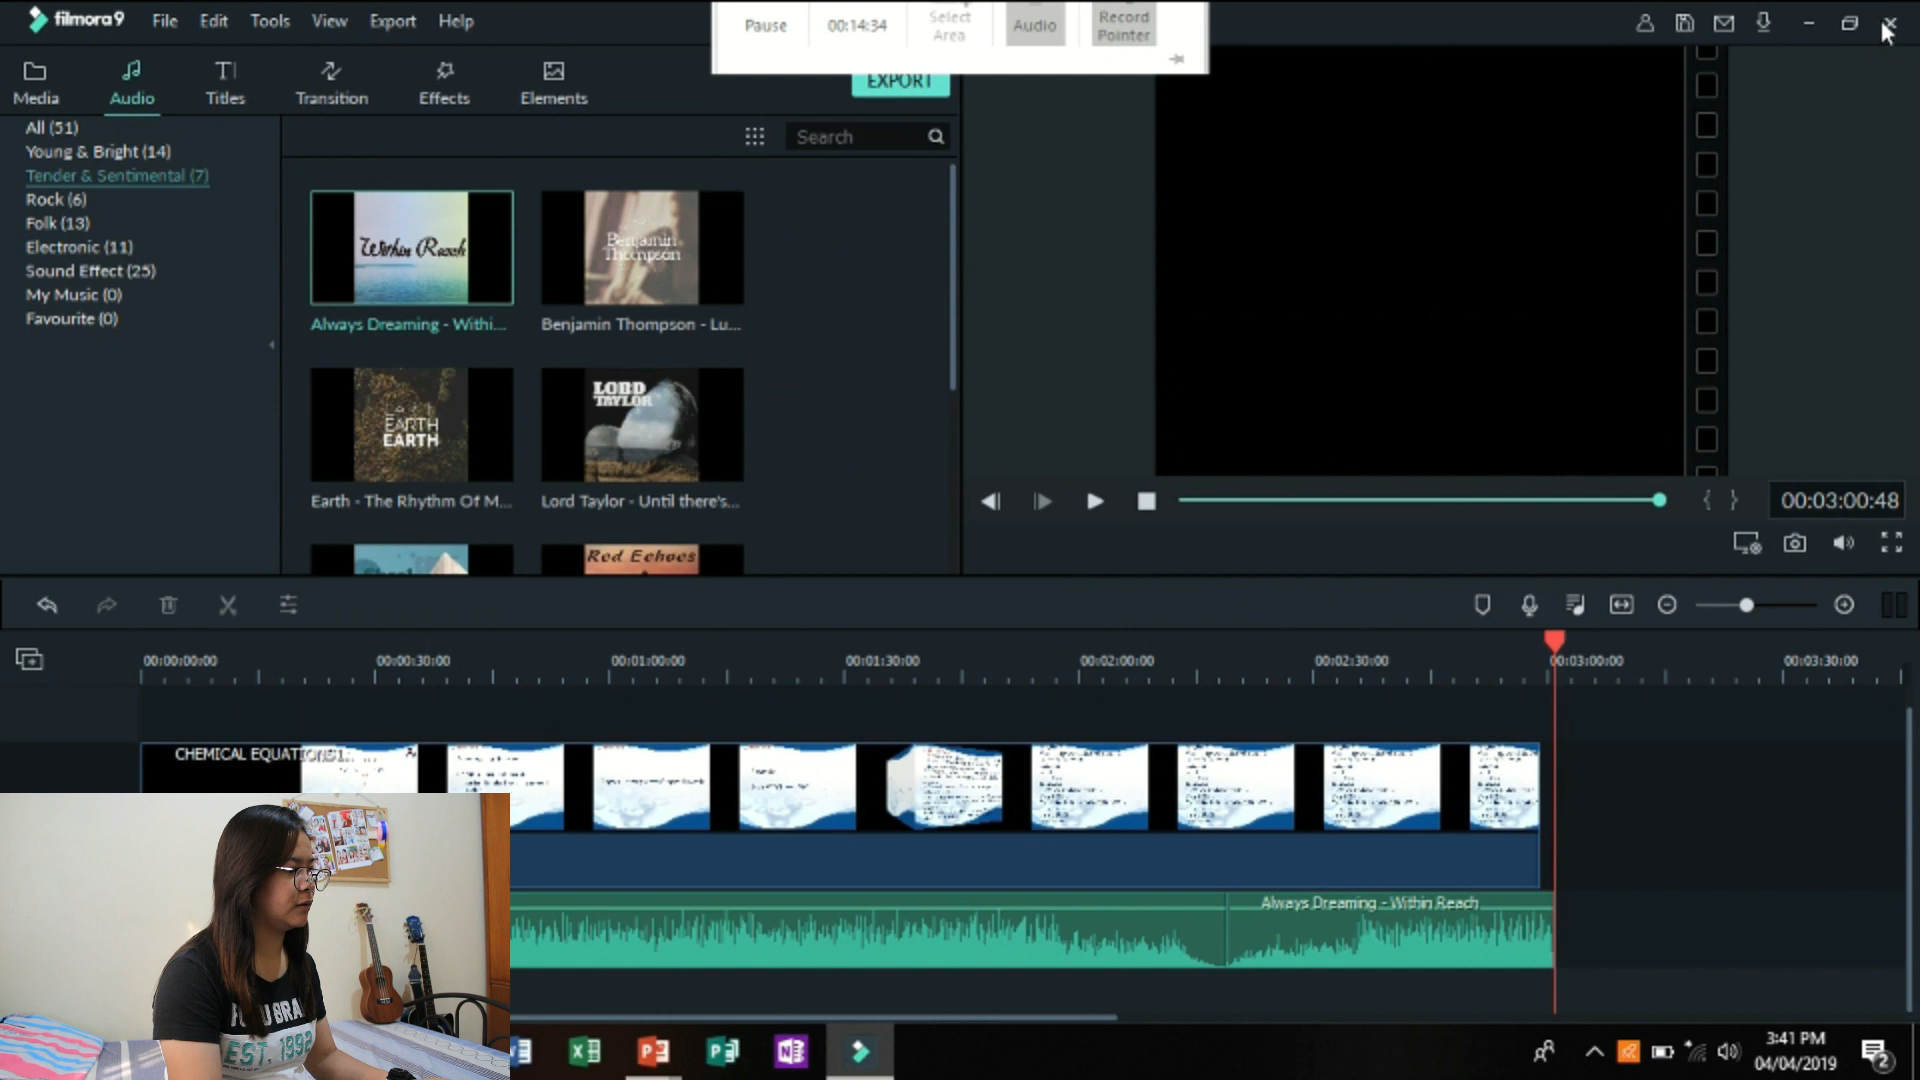 filmora9 File Edit Tools View Export Help
Pause 00:14:34 Select Area Audio Record Pointer
Media Audio Titles Transition Effects Elements
EXPORT
Search
All (51)
Young & Bright (14)
Tender & Sentimental (7)
Rock (6)
Folk (13)
Electronic (11)
Sound Effect (25)
My Music (0)
Favourite (0)
Within Reach
Benjamin Thompson
Always Dreaming - Withi...
Benjamin Thompson - Lu...
EARTH
EARTH
LORD TAYLOR
Earth - The Rhythm Of M...
Lord Taylor - Until there's...
Red Echoes
00:03:00:48
00:00:00:00 00:00:30:00 00:01:00:00 00:01:30:00 00:02:00:00 00:02:30:00 00:03:00:00 00:03:30:00
CHEMICAL EQUATIONS
Always Dreaming - Within Reach
EST. 1992
3:41 PM
04/04/2019
2